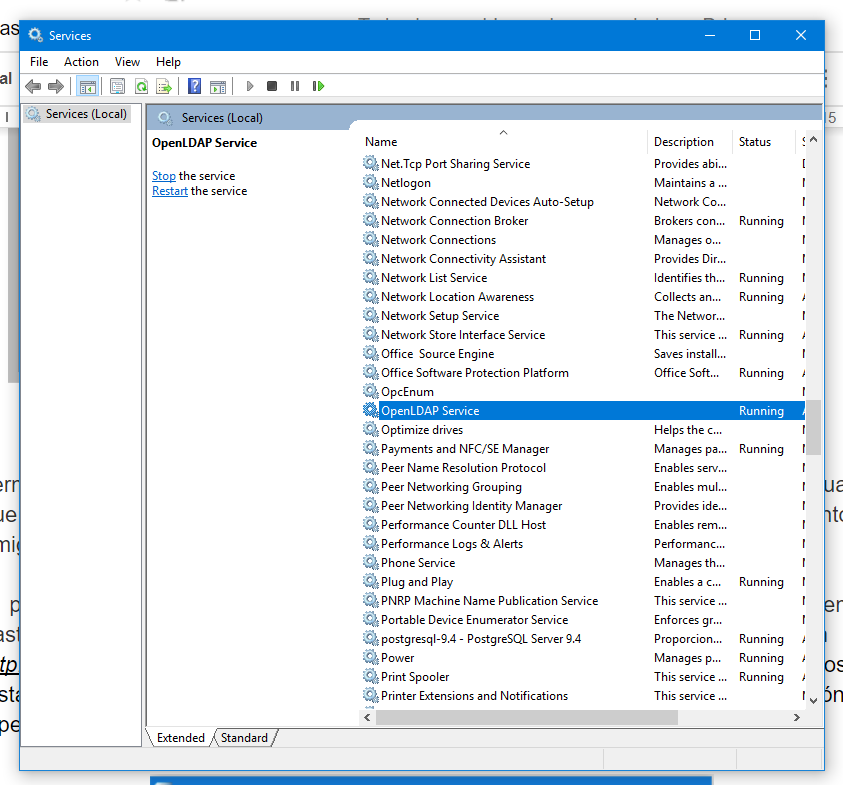 Services
File Action View Help
Services (Local)
Services (Local)
OpenLDAP Service
Stop the service
Restart the service
Name Description Status
Net.Tcp Port Sharing Service Provides abi...
Netlogon Maintains a ...
Network Connected Devices Auto-Setup Network Co...
Network Connection Broker Brokers con... Running
Network Connections Manages o...
Network Connectivity Assistant Provides Dir...
Network List Service Identifies th... Running
Network Location Awareness Collects an... Running
Network Setup Service The Networ...
Network Store Interface Service This service ... Running
Office Source Engine Saves install...
Office Software Protection Platform Office Soft... Running
OpcEnum
OpenLDAP Service Running
Optimize drives Helps the c...
Payments and NFC/SE Manager Manages pa... Running
Peer Name Resolution Protocol Enables serv...
Peer Networking Grouping Enables mul...
Peer Networking Identity Manager Provides ide...
Performance Counter DLL Host Enables rem...
Performance Logs & Alerts Performanc...
Phone Service Manages th...
Plug and Play Enables a c... Running
PNRP Machine Name Publication Service This service ...
Portable Device Enumerator Service Enforces gr...
postgresql-9.4 - PostgreSQL Server 9.4 Proporcion... Running
Power Manages p... Running
Print Spooler This service ... Running
Printer Extensions and Notifications This service ...
Extended Standard